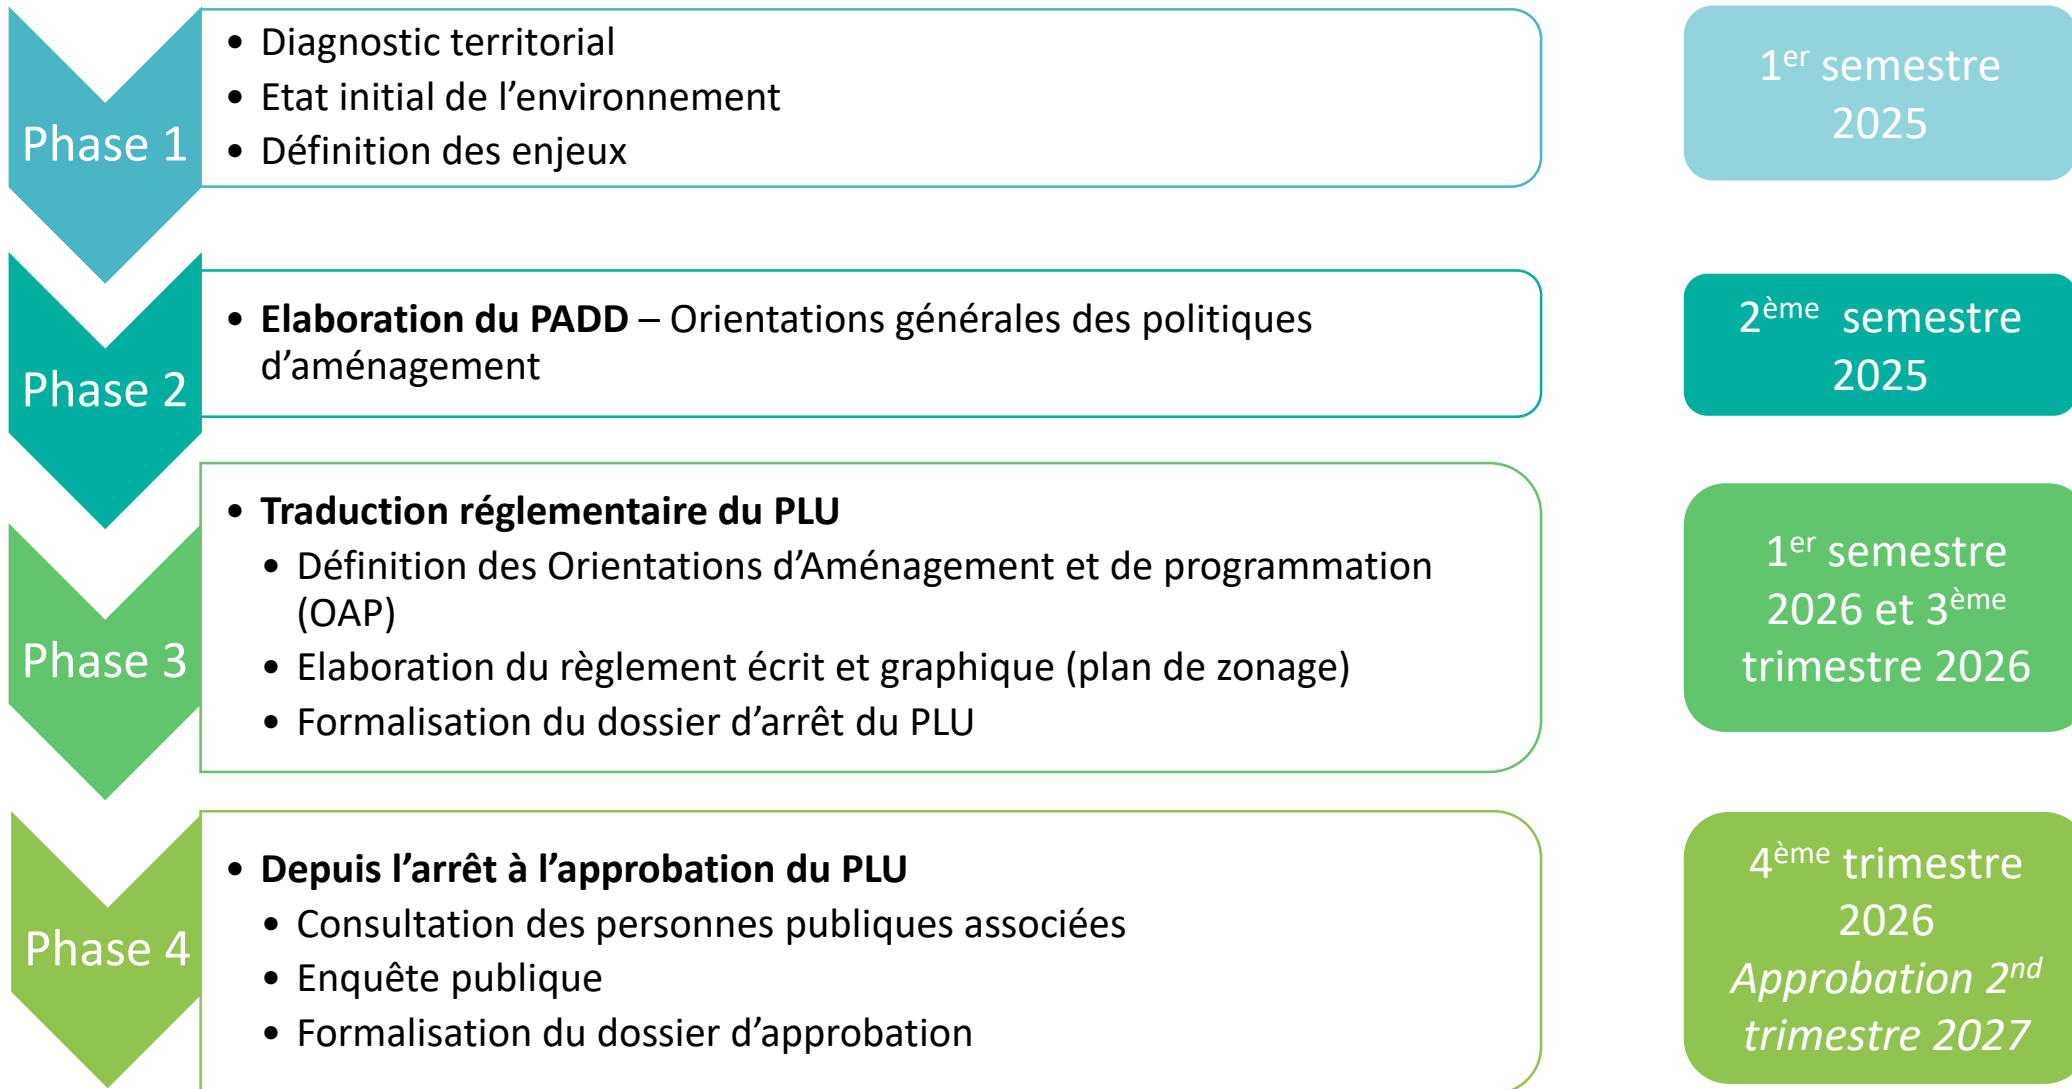 Phase 1
• Diagnostic territorial
• Etat initial de l’environnement
• Définition des enjeux
1er semestre
2025
Phase 2
• Elaboration du PADD – Orientations générales des politiques
d’aménagement
2ème semestre
2025
Phase 3
• Traduction réglementaire du PLU
• Définition des Orientations d’Aménagement et de programmation
(OAP)
• Elaboration du règlement écrit et graphique (plan de zonage)
• Formalisation du dossier d’arrêt du PLU
1er semestre
2026 et 3ème
trimestre 2026
Phase 4
• Depuis l’arrêt à l’approbation du PLU
• Consultation des personnes publiques associées
• Enquête publique
• Formalisation du dossier d’approbation
4ème trimestre
2026
Approbation 2nd
trimestre 2027